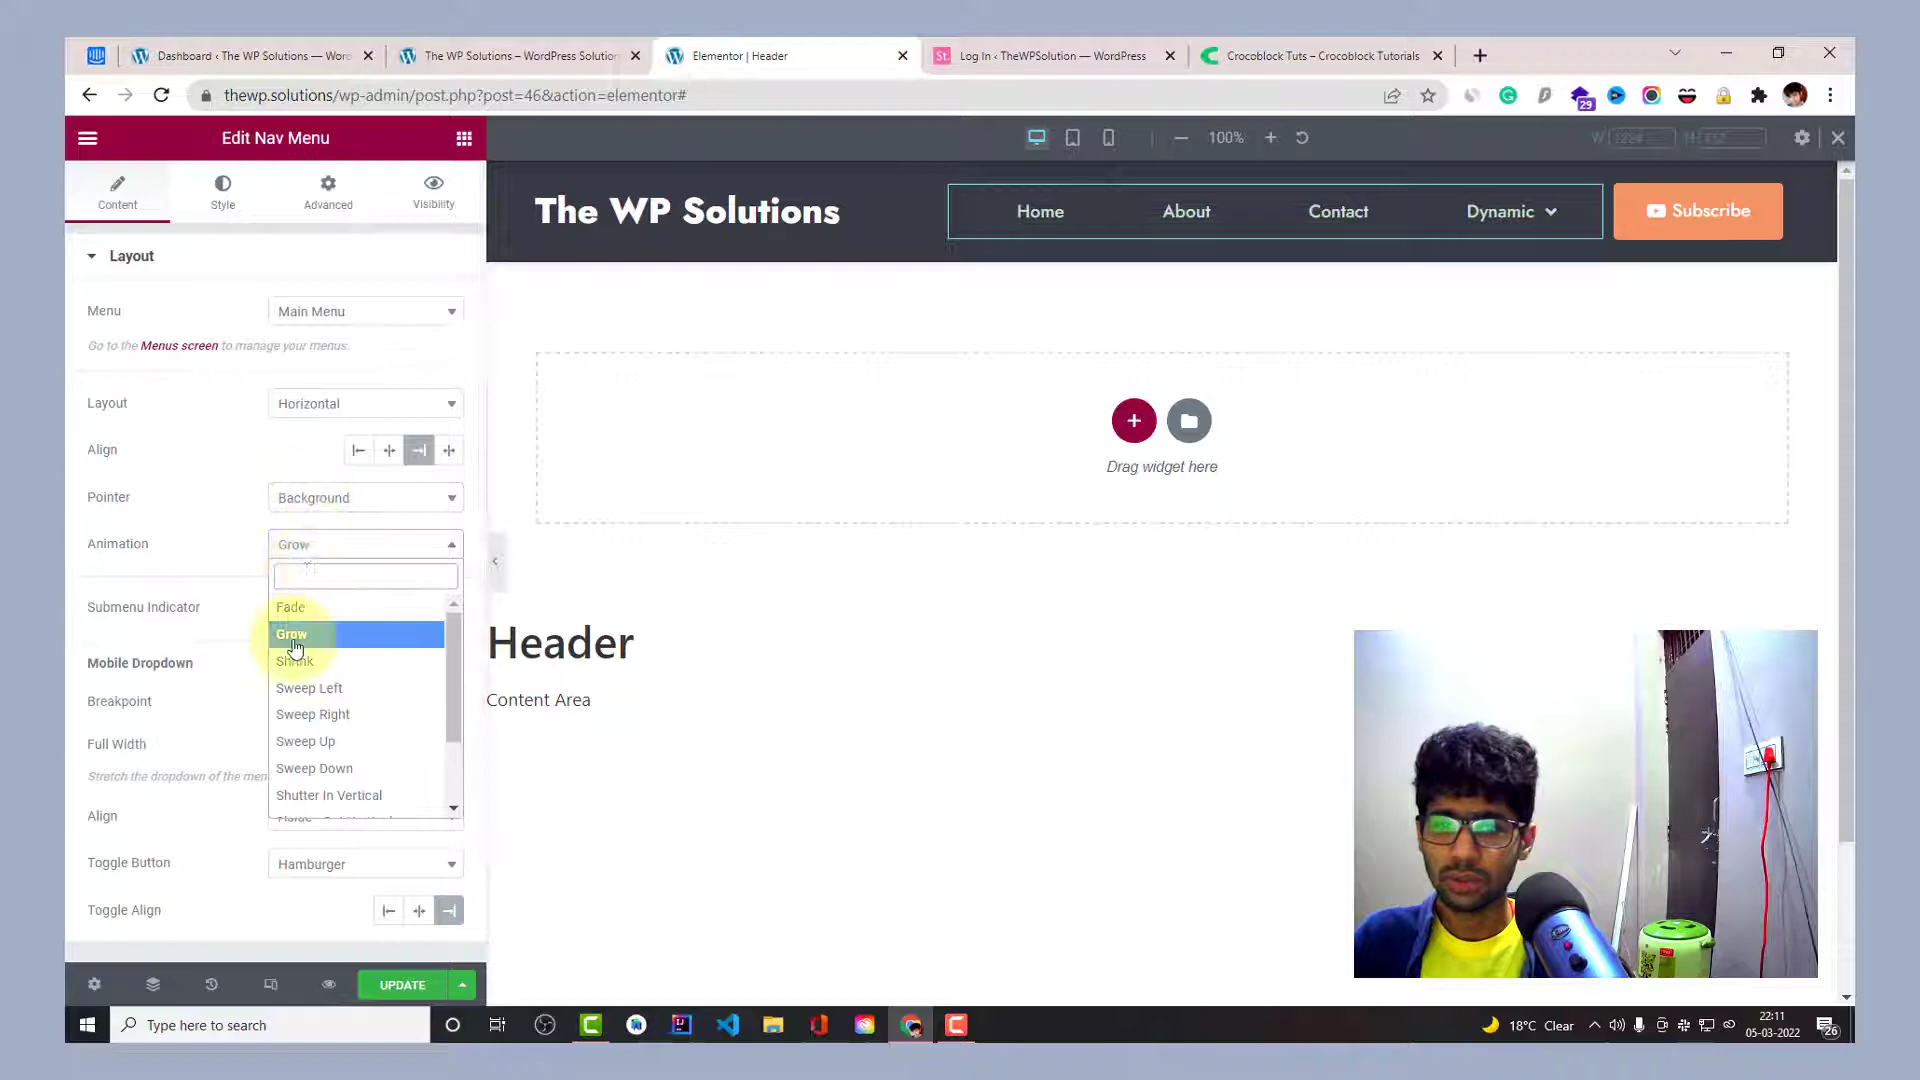 Dashboard ‹ The WP Solutions — Wor
The WP Solutions – WordPress Solution
Elementor | Header
St.
Log In ‹ TheWPSolution — WordPress
Crocoblock Tuts – Crocoblock Tutorials
thewp.solutions/wp-admin/post.php?post=46&action=elementor#
29
Edit Nav Menu
100%
W
H
Content
Style
Advanced
Visibility
The WP Solutions
Home
About
Contact
Dynamic
Subscribe
Layout
Menu
Main Menu
Go to the Menus screen to manage your menus.
Layout
Horizontal
Align
Pointer
Background
Drag widget here
Animation
Grow
Submenu Indicator
Fade
Grow
Shrink
Sweep Left
Sweep Right
Sweep Up
Sweep Down
Shutter In Vertical
Mobile Dropdown
Breakpoint
Full Width
Stretch the dropdown of the men
Align
Toggle Button
Hamburger
Toggle Align
Header
Content Area
UPDATE
Type here to search
18°C Clear
22:11
05-03-2022
26